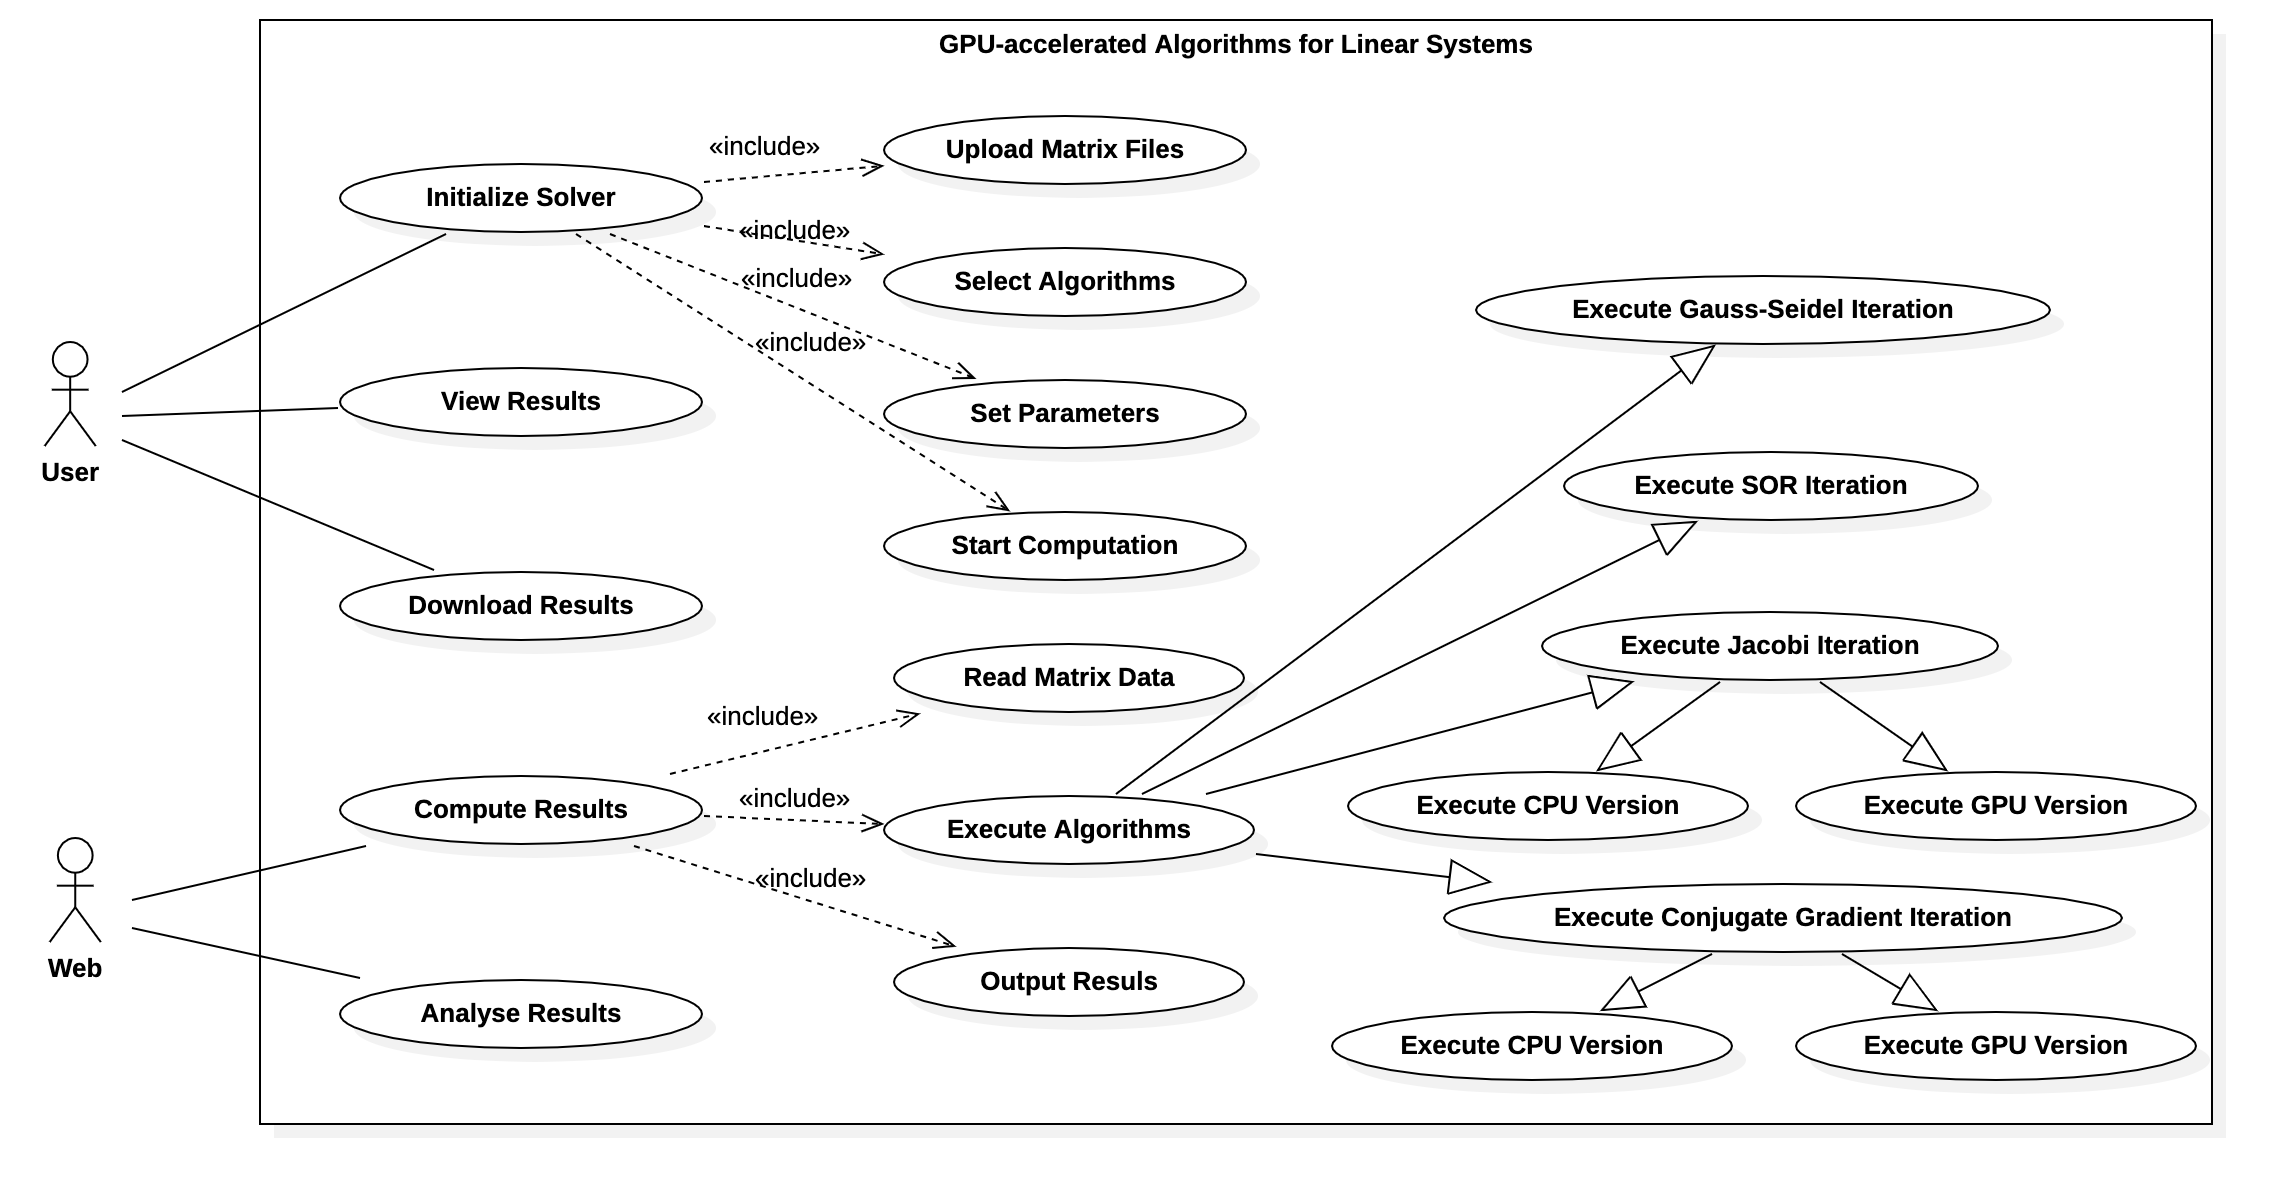 GPU-accelerated Algorithms for Linear Systems
«include»
Upload Matrix Files
Initialize Solver
«include»
Select Algorithms
«include»
Execute Gauss-Seidel Iteration
«include»
View Results
Set Parameters
User
Execute SOR Iteration
Start Computation
Download Results
Execute Jacobi Iteration
Read Matrix Data
«include»
Compute Results
«include»
Execute Algorithms
Execute CPU Version
Execute GPU Version
«include»
Execute Conjugate Gradient Iteration
Web
Output Resuls
Analyse Results
Execute CPU Version
Execute GPU Version